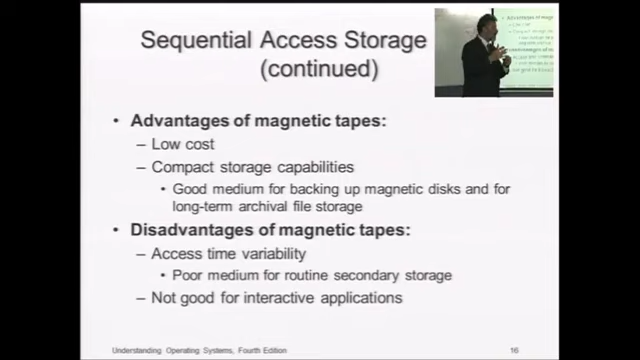 Sequential Access Storage
(continued)
• Advantages of magnetic tapes:
– Low cost
– Compact storage capabilities
• Good medium for backing up magnetic disks and for
long-term archival file storage
• Disadvantages of magnetic tapes:
– Access time variability
• Poor medium for routine secondary storage
– Not good for interactive applications
Understanding Operating Systems, Fourth Edition
16